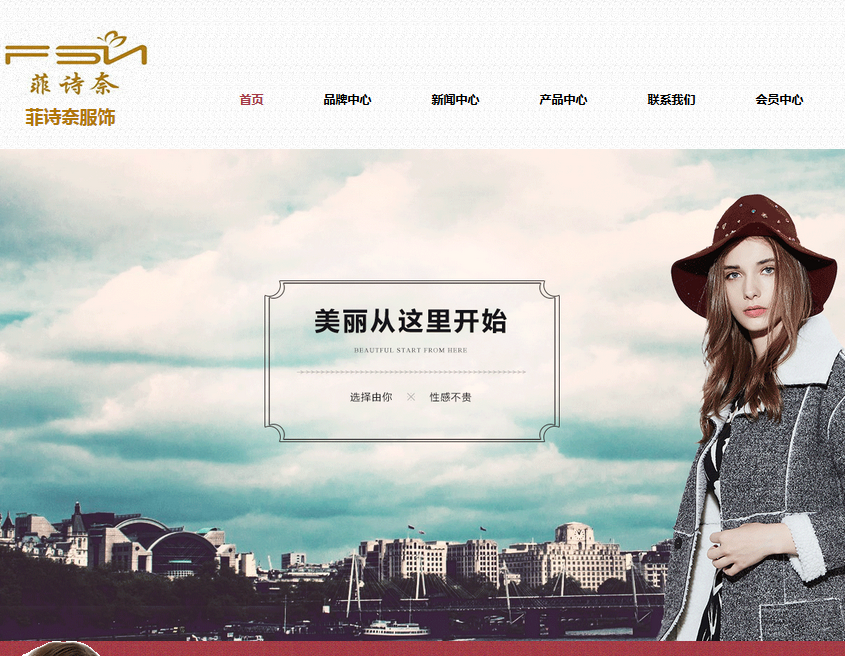 FSN
菲诗奈
菲诗奈服饰
首页 品牌中心 新闻中心 产品中心 联系我们 会员中心
美丽从这里开始
BEAUTFUL START FROM HERE
选择由你 × 性感不贵